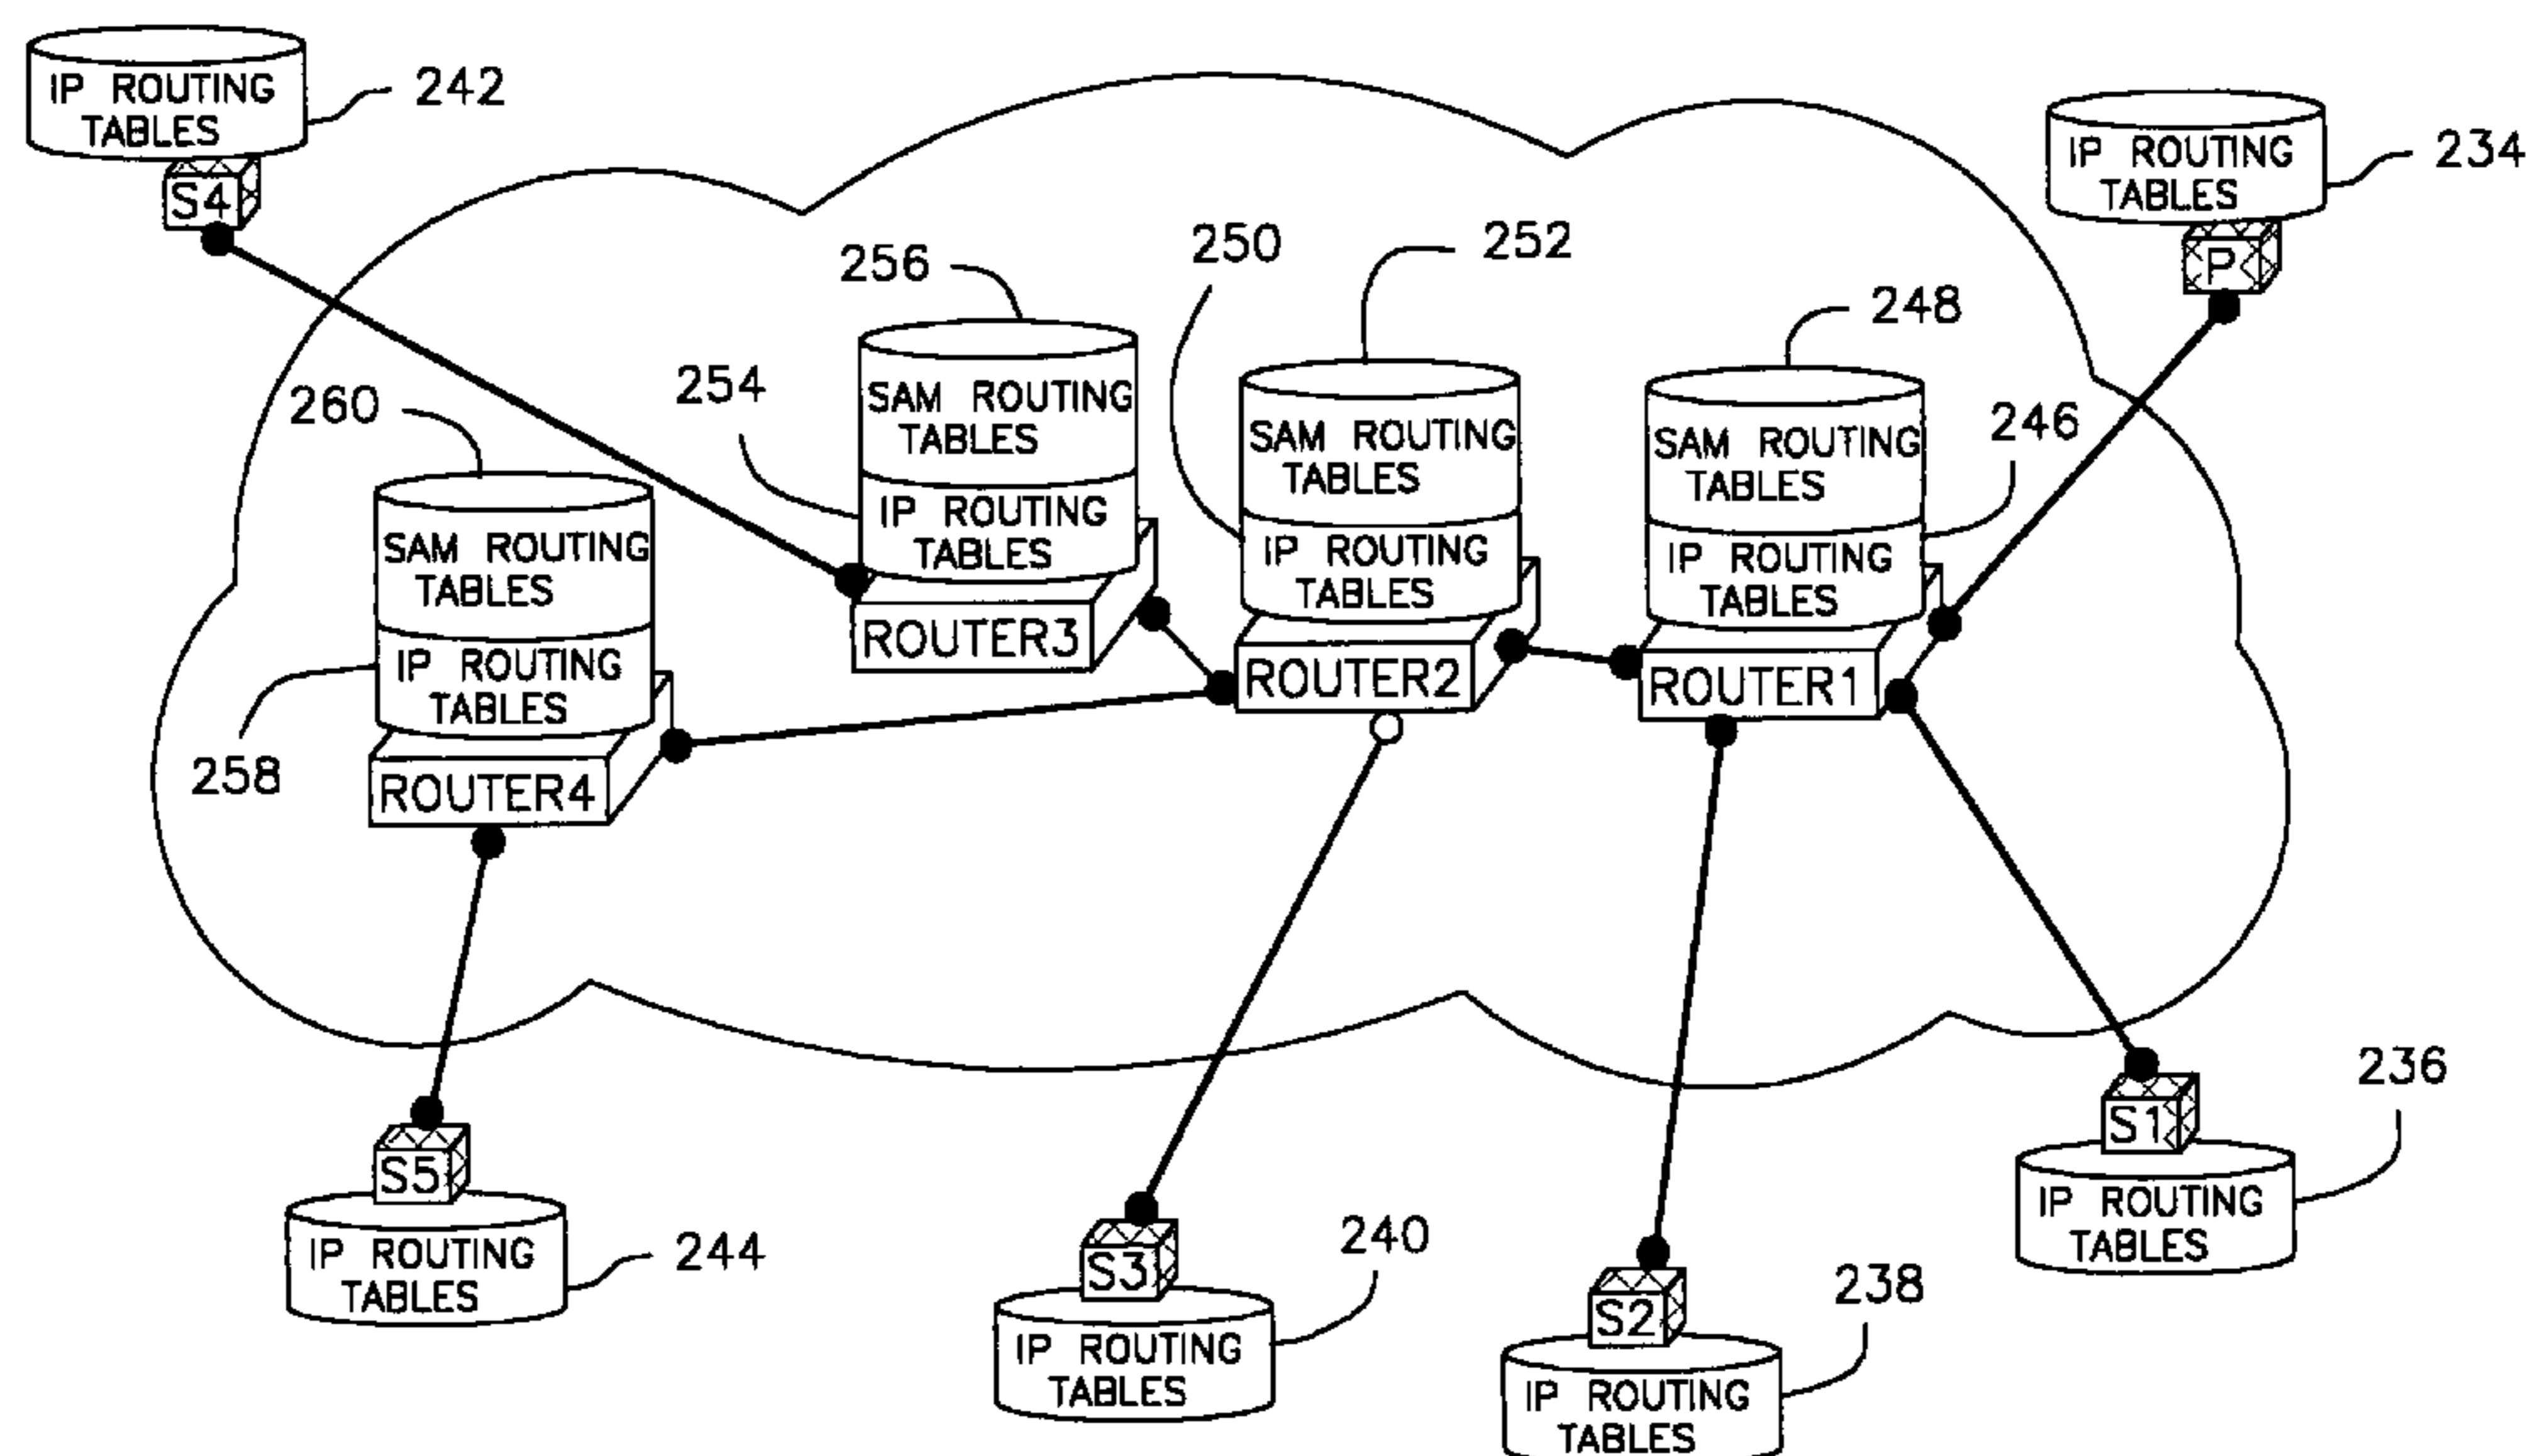 IP ROUTING
TABLES
242
S4
IP ROUTING
TABLES
234
P
256
250
252
248
254
246
260
SAM ROUTING
TABLES
IP ROUTING
TABLES
ROUTER3
SAM ROUTING
TABLES
IP ROUTING
TABLES
ROUTER2
SAM ROUTING
TABLES
IP ROUTING
TABLES
ROUTER1
SAM ROUTING
TABLES
IP ROUTING
TABLES
ROUTER4
258
S5
IP ROUTING
TABLES
244
S3
IP ROUTING
TABLES
240
S2
IP ROUTING
TABLES
238
S1
IP ROUTING
TABLES
236